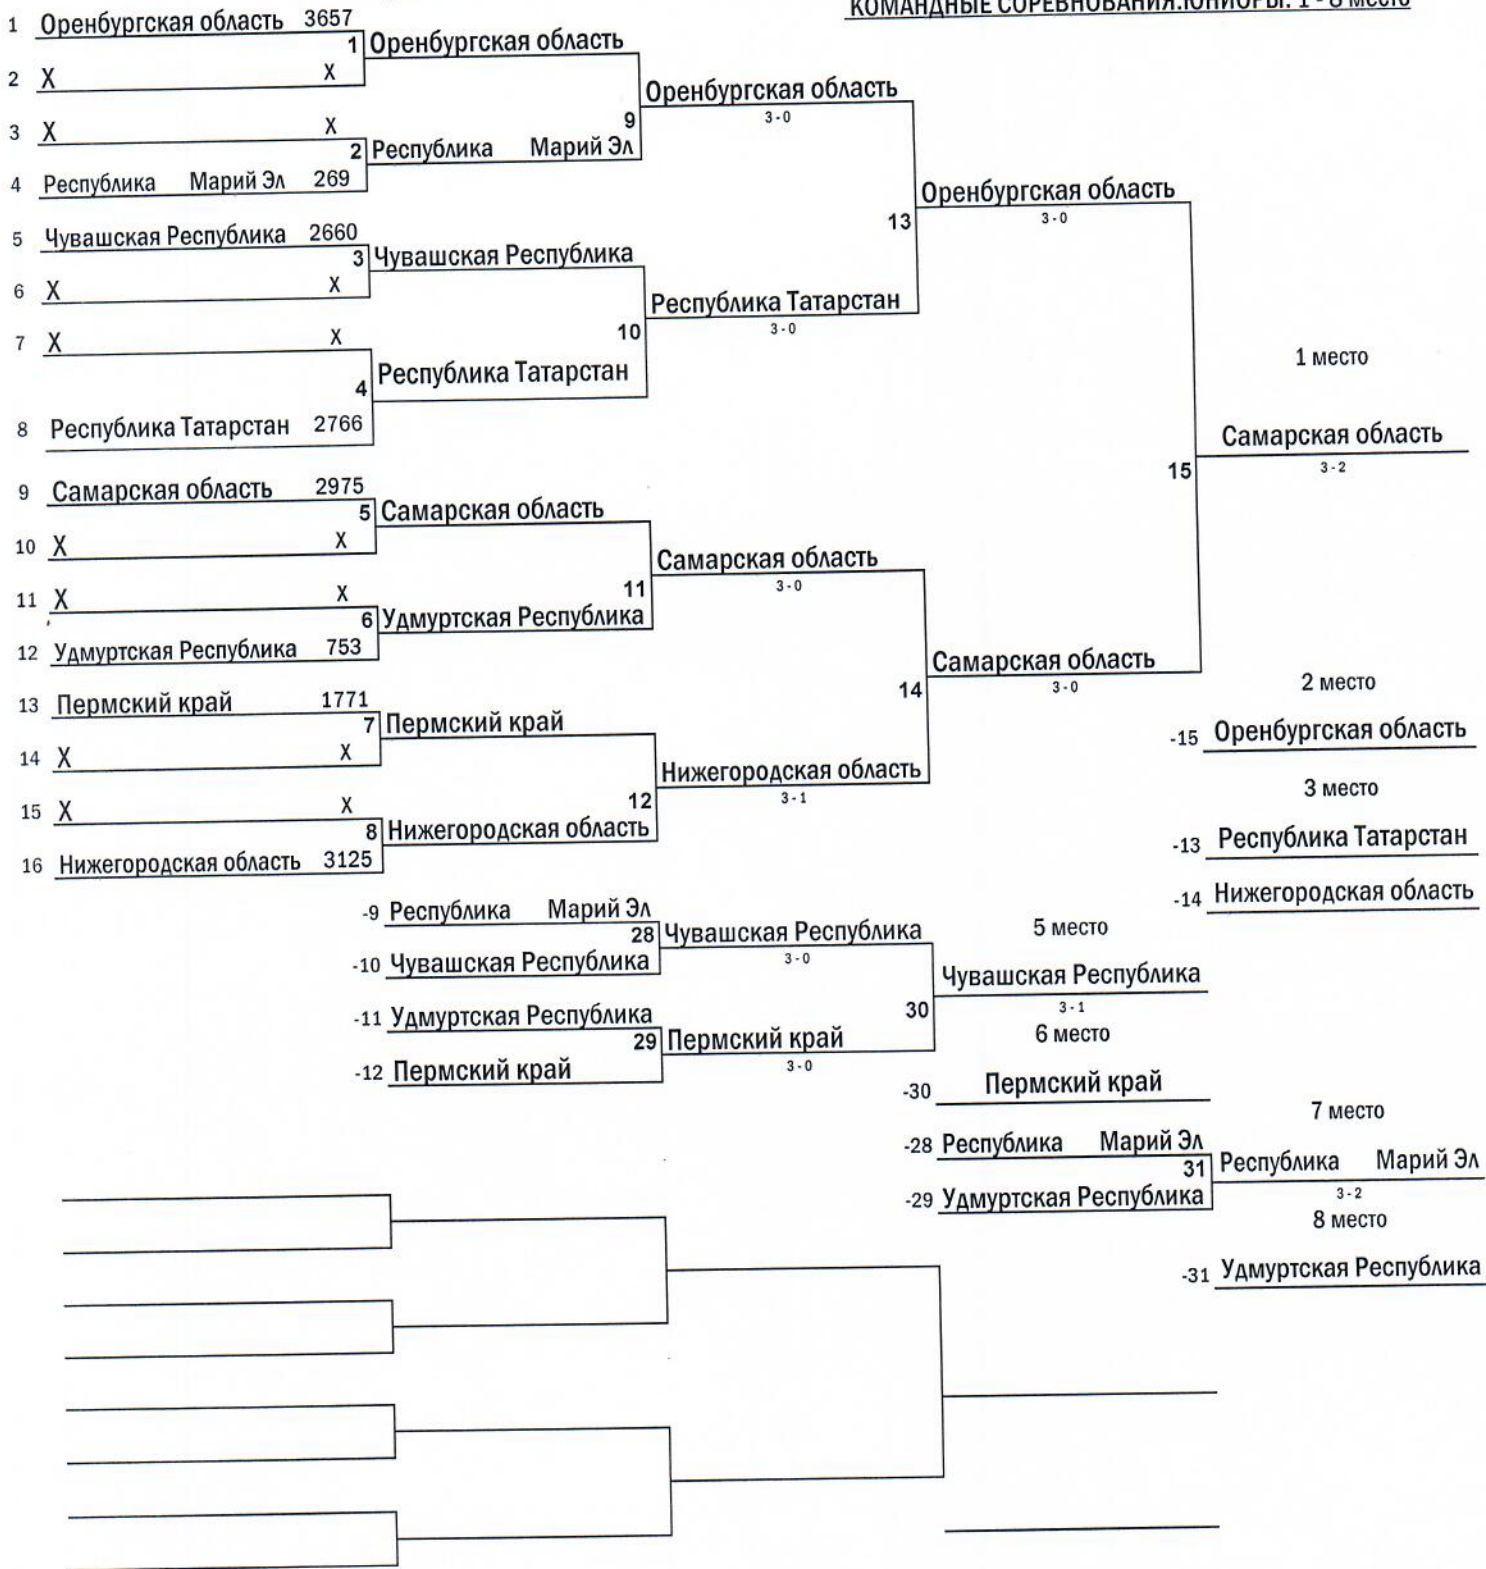 КОМАНДНЫЕ СОРЕВНОВАНИЯ.ЮНИОРЫ. 1 - 8 место
1 Оренбургская область 3657
1 Оренбургская область
2 X X
Оренбургская область
3-0
3 X X
9
2 Республика Марий Эл
4 Республика Марий Эл 269
Оренбургская область
3-0
13
5 Чувашская Республика 2660
3 Чувашская Республика
6 X X
Республика Татарстан
3-0
10
7 X X
1 место
4 Республика Татарстан
8 Республика Татарстан 2766
Самарская область
3-2
15
9 Самарская область 2975
5 Самарская область
10 X X
Самарская область
3-0
11 X X
11
6 Удмуртская Республика
12 Удмуртская Республика 753
Самарская область
3-0
14
2 место
13 Пермский край 1771
7 Пермский край
-15 Оренбургская область
14 X X
Нижегородская область
3-1
3 место
15 X X
12
8 Нижегородская область
-13 Республика Татарстан
16 Нижегородская область 3125
-14 Нижегородская область
-9 Республика Марий Эл
28 Чувашская Республика
3-0
5 место
-10 Чувашская Республика
Чувашская Республика
3-1
-11 Удмуртская Республика
30
6 место
29 Пермский край
3-0
-12 Пермский край
-30 Пермский край
7 место
-28 Республика Марий Эл
31 Республика Марий Эл
3-2
-29 Удмуртская Республика
8 место
-31 Удмуртская Республика